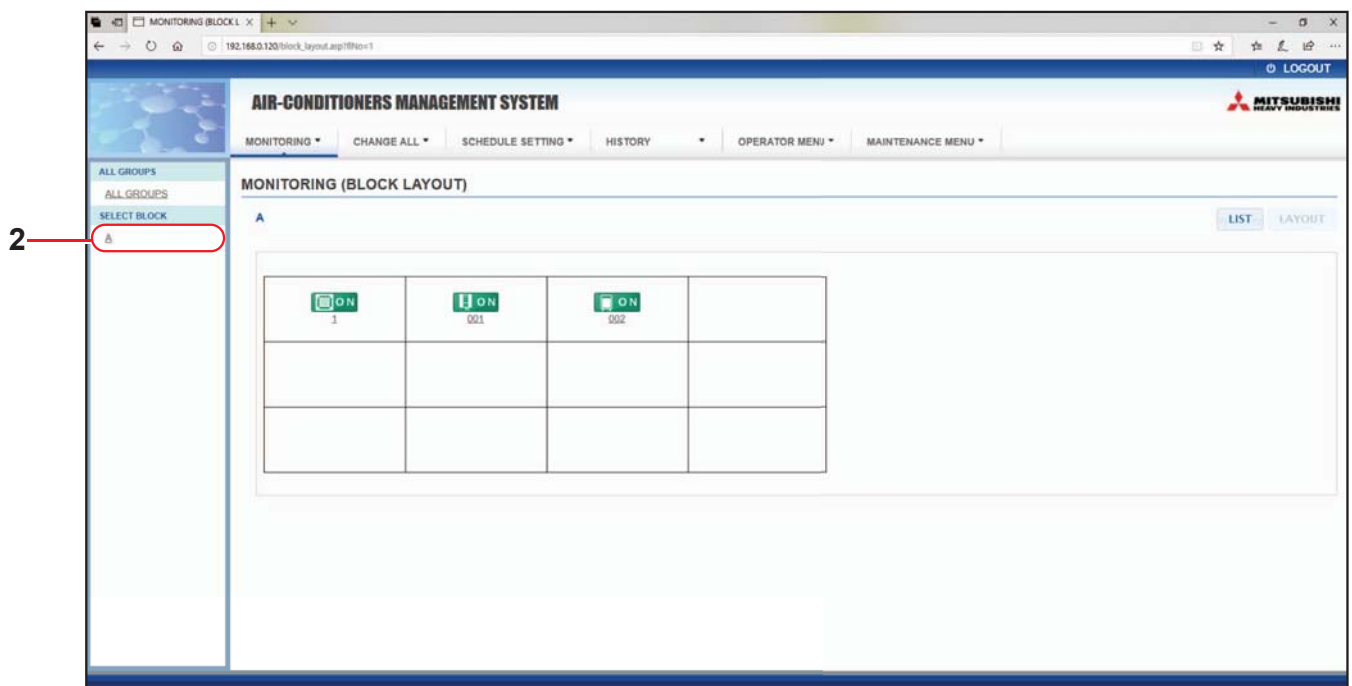 MONITORING (BLOCK L
192.168.0.120/block_layout.asp?flNo=1
LOGOUT
AIR-CONDITIONERS MANAGEMENT SYSTEM
MITSUBISHI
HEAVY INDUSTRIES
MONITORING CHANGE ALL SCHEDULE SETTING HISTORY OPERATOR MENU MAINTENANCE MENU
ALL GROUPS
ALL GROUPS
SELECT BLOCK
A
2
MONITORING (BLOCK LAYOUT)
A
LIST LAYOUT
ON ON ON
1 001 002